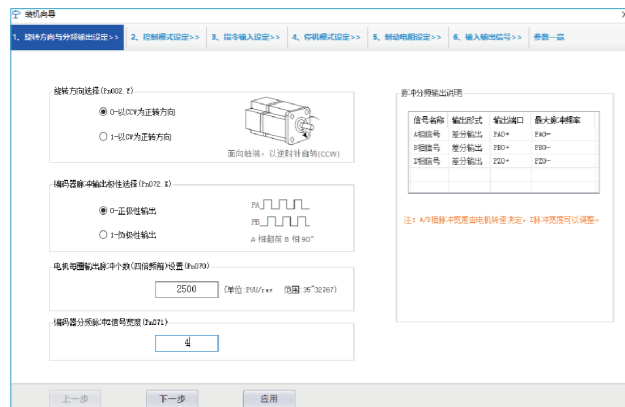 装机向导
1、旋转方向与分频输出设定>> 2、控制模式设定>> 3、指令输入设定>> 4、停机模式设定>> 5、制动电阻设定>> 6、输入输出信号>> 参数一览
旋转方向选择(Pn002.Y)
0-以CCW为正转方向
1-以CW为正转方向
面向轴端，以逆时针旋转(CCW)
编码器脉冲输出极性选择(Pn072.X)
0-正极性输出
1-负极性输出
PA
PB
A 相超前 B 相 90°
电机每圈输出脉冲个数(四倍频前)设置(Pn070)
2500 (单位:PUU/rev 范围:35~32767)
编码器分频脉冲Z信号宽度(Pn071)
4
脉冲分频输出说明
信号名称 输出形式 输出端口 最大脉冲频率
A相信号 差分输出 PAO+ PAO-
B相信号 差分输出 PBO+ PBO-
Z相信号 差分输出 PZO+ PZO-
注: A/B相脉冲宽度由电机转速决定，Z脉冲宽度可以调整。
上一步 下一步 应用